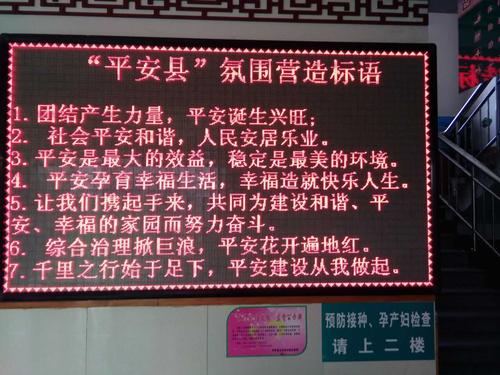 “平安县”氛围营造标语
1. 团结产生力量，平安诞生兴旺；
2. 社会平安和谐，人民安居乐业。
3. 平安是最大的效益，稳定是最美的环境。
4. 平安孕育幸福生活，幸福造就快乐人生。
5. 让我们携起手来，共同为建设和谐、平
安、幸福的家园而努力奋斗。
6. 综合治理掀巨浪，平安花开遍地红。
7. 千里之行始于足下，平安建设从我做起。
预防接种、孕产妇检查
请上二楼